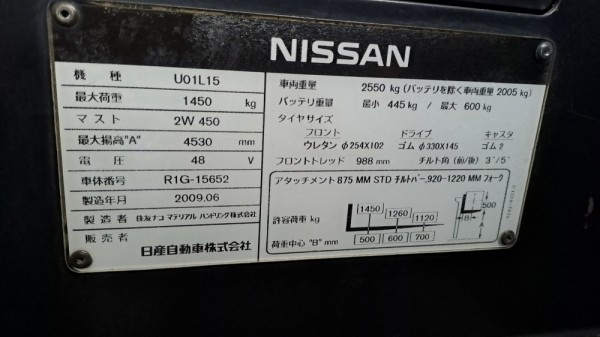 NISSAN
機種 U01L15
最大荷重 1450 kg
マスト 2W 450
最大揚高"A" 4530 mm
電圧 48 V
車体番号 R1G-15652
製造年月 2009.06
製造者 住友ナコ マテリアル ハンドリング株式会社
販売者 日産自動車株式会社
車両重量 2550 kg (バッテリを除く車両重量 2005 kg)
バッテリ重量 最小 445 kg / 最大 600 kg
タイヤサイズ
フロント ドライブ キャスタ
ウレタン φ254X102 ゴム φ330X145 ゴム
フロントトレッド 988 mm チルト角 (前/後) 3°/5°
アタッチメント 875 MM STD チルトバー,920-1220 MM フォーク
許容荷重 kg 1450 1260 1120
荷重中心 "B" mm 500 600 700
500
B
A